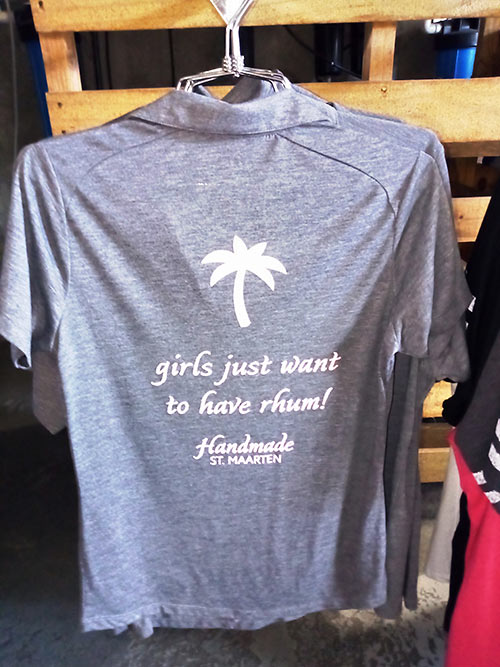 girls just want
to have rhum!
Handmade
ST. MAARTEN